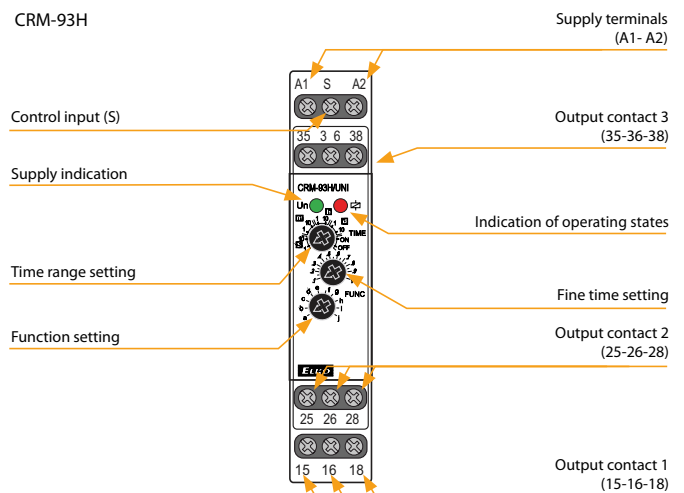 CRM-93H
Supply terminals
(A1- A2)
A1 S A2
Control input (S)
Output contact 3
(35-36-38)
35 3 6 38
Supply indication
CRM-93H/UNI
Un
Indication of operating states
TIME
ON
OFF
Time range setting
Fine time setting
FUNC
Function setting
Output contact 2
(25-26-28)
25 26 28
Output contact 1
(15-16-18)
15 16 18